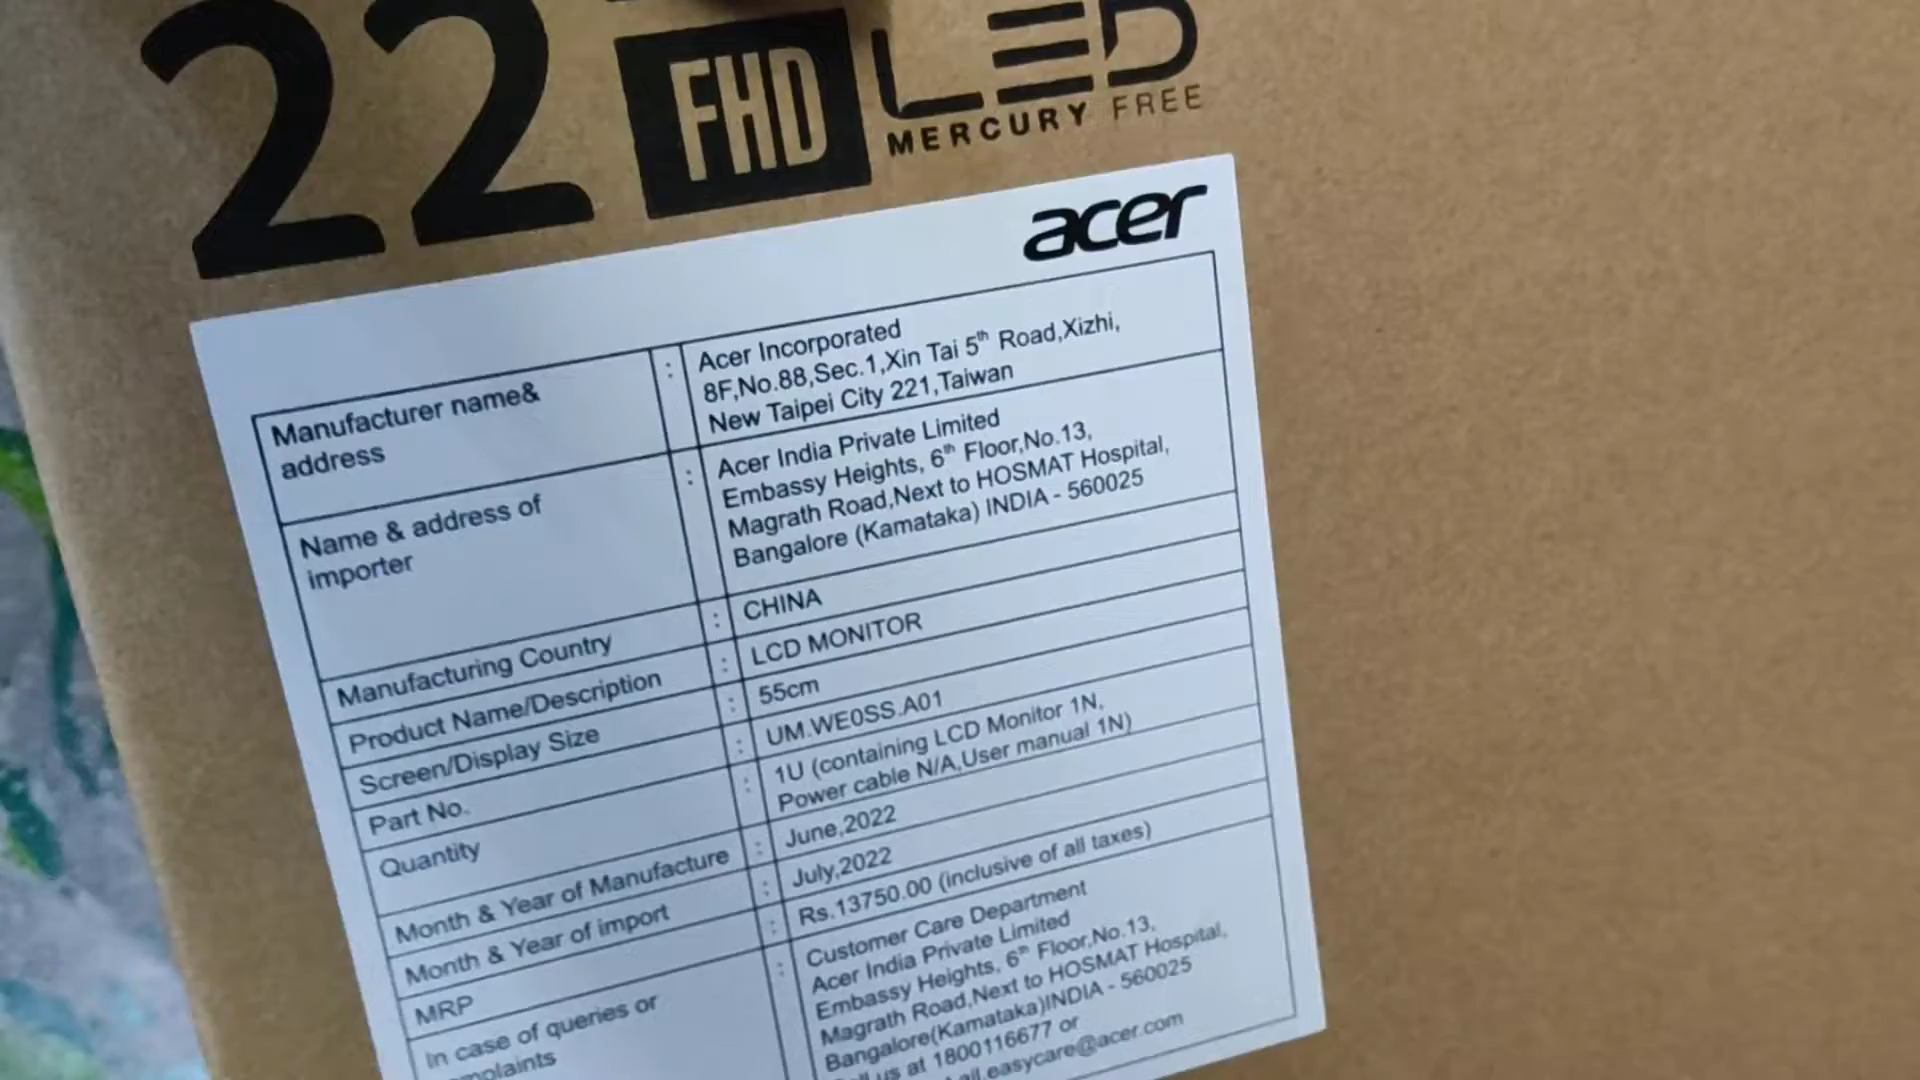 22 FHD LED
MERCURY FREE
acer
Manufacturer name&
address
:
Acer Incorporated
8F,No.88,Sec.1,Xin Tai 5th Road,Xizhi,
New Taipei City 221,Taiwan
Name & address of
importer
:
Acer India Private Limited
Embassy Heights, 6th Floor,No.13,
Magrath Road,Next to HOSMAT Hospital,
Bangalore (Kamataka) INDIA - 560025
Manufacturing Country : CHINA
Product Name/Description : LCD MONITOR
Screen/Display Size : 55cm
Part No. : UM.WE0SS.A01
Quantity : 1U (containing LCD Monitor 1N,
Power cable N/A,User manual 1N)
Month & Year of Manufacture : June,2022
Month & Year of import : July,2022
MRP : Rs.13750.00 (inclusive of all taxes)
In case of queries or
:
Customer Care Department
Acer India Private Limited
Embassy Heights, 6th Floor,No.13,
Magrath Road,Next to HOSMAT Hospital,
Bangalore(Kamataka)INDIA - 560025
us at 1800116677 or
easycare@acer.com